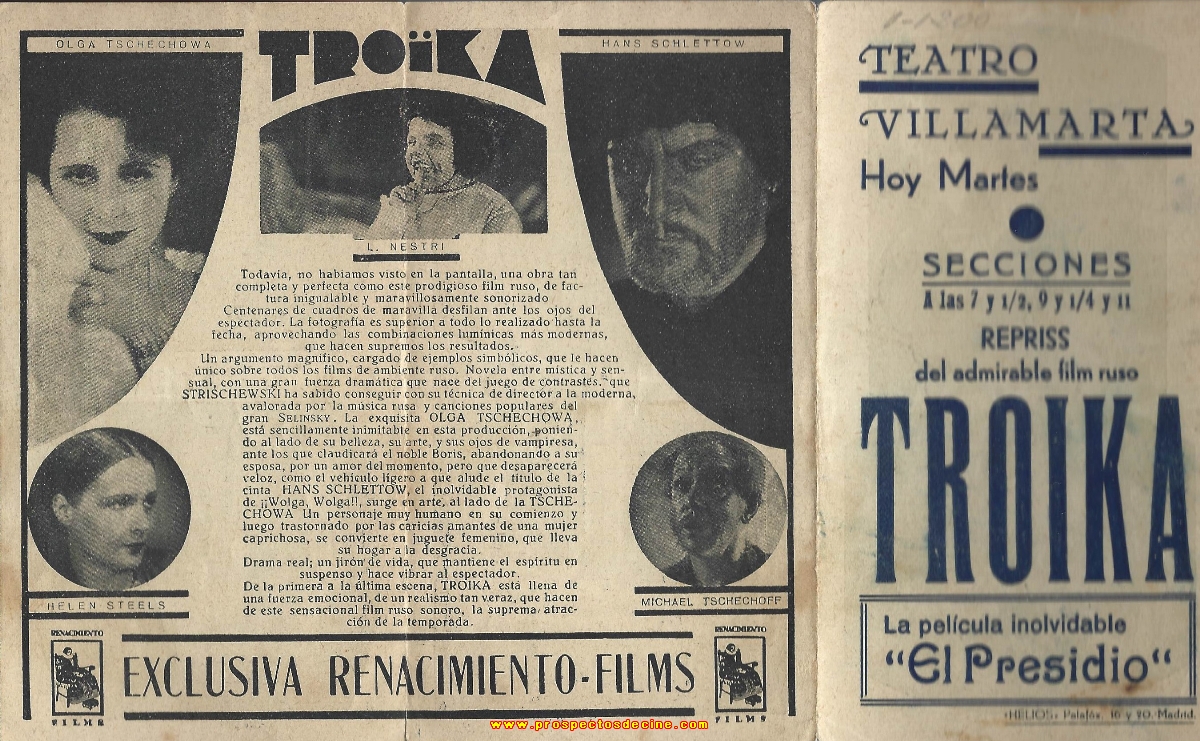 OLGA TSCHECHOWA
TROÏKA
HANS SCHLETTOW
L. NESTRI
Todavía, no habiamos visto en la pantalla, una obra tan
completa y perfecta como este prodigioso film ruso, de fac-
tura inigualable y maravillosamente sonorizado
Centenares de cuadros de maravilla desfilan ante los ojos del
espectador. La fotografía es superior a todo lo realizado hasta la
fecha, aprovechando las combinaciones lumínicas más modernas,
que hacen supremos los resultados.
Un argumento magnífico, cargado de ejemplos simbólicos, que le hacen
único sobre todos los films de ambiente ruso. Novela entre mística y sen-
sual, con una gran fuerza dramática que nace del juego de contrastes, que
STRISCHEWSKI ha sabido conseguir con su técnica de director a la moderna,
avalorada por la música rusa y canciones populares del
gran SELINSKY. La exquisita OLGA TSCHECHOWA,
está sencillamente inimitable en esta producción, ponien-
do al lado de su belleza, su arte, y sus ojos de vampiresa,
ante los que claudicará el noble Boris, abandonando a su
esposa, por un amor del momento, pero que desaparecerá
veloz, como el vehículo ligero a que alude el título de la
cinta HANS SCHLETTOW, el inolvidable protagonista
de ¡¡Wolga, Wolga!!, surge en arte, al lado de la TSCHE-
CHOWA Un personaje muy humano en su comienzo y
luego trastornado por las caricias amantes de una mujer
caprichosa, se convierte en juguete femenino, que lleva
su hogar a la desgracia.
Drama real; un jirón de vida, que mantiene el espíritu en
suspenso y hace vibrar al espectador.
De la primera a la última escena, TROIKA está llena de
una fuerza emocional, de un realismo tan veraz, que hacen
de este sensacional film ruso sonoro, la suprema atrac-
ción de la temporada.
HELEN STEELS
MICHAEL TSCHECHOFF
RENACIMIENTO
FILMS
EXCLUSIVA RENACIMIENTO-FILMS
RENACIMIENTO
FILMS
www.prospectosdecine.com
TEATRO
VILLAMARTA
Hoy Martes
SECCIONES
A las 7 y 1/2, 9 y 1/4 y 11
REPRISS
del admirable film ruso
TROIKA
La película inolvidable
“El Presidio“
«HELIOS» Palafox, 16 y 20.-Madrid.